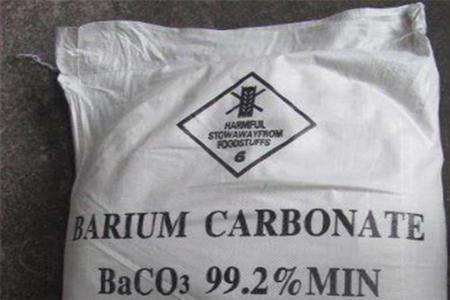 HARMFUL
STOWAWAYFROM
FOODSTUFFS
6
BARIUM CARBONATE
BaCO3 99.2% MIN